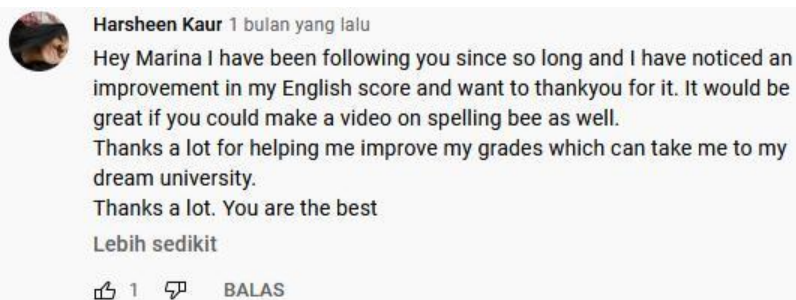 Harsheen Kaur 1 bulan yang lalu
Hey Marina I have been following you since so long and I have noticed an
improvement in my English score and want to thankyou for it. It would be
great if you could make a video on spelling bee as well.
Thanks a lot for helping me improve my grades which can take me to my
dream university.
Thanks a lot. You are the best
Lebih sedikit
1 BALAS